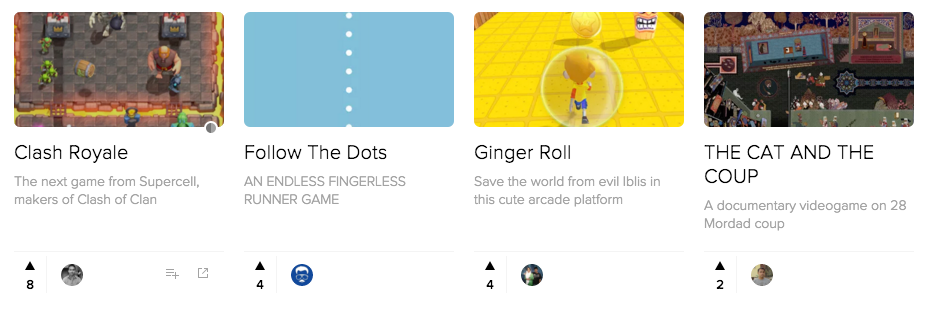 Clash Royale
The next game from Supercell,
makers of Clash of Clan
8
Follow The Dots
AN ENDLESS FINGERLESS
RUNNER GAME
4
Ginger Roll
Save the world from evil Iblis in
this cute arcade platform
4
THE CAT AND THE
COUP
A documentary videogame on 28
Mordad coup
2